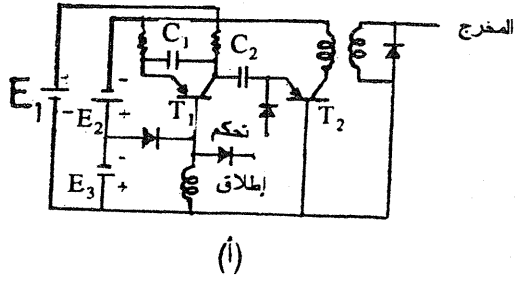 المخرج
C₁
C₂
E₁
+
-
-
E₂
T₁
T₂
تحكم
-
E₃
+
إطلاق
(أ)